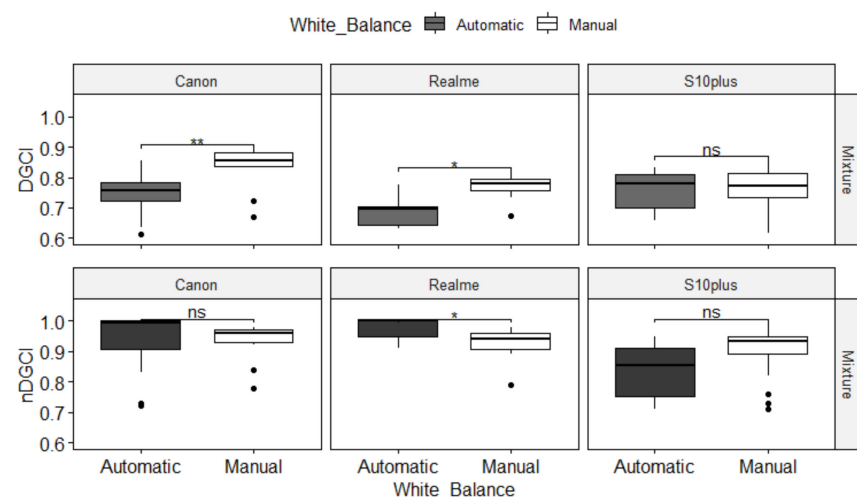 White_Balance Automatic Manual
Canon Realme S10plus
1.0
0.9
0.8
0.7
0.6
DGCI
** * ns
Mixture
Canon Realme S10plus
1.0
0.9
0.8
0.7
0.6
nDGCI
ns * ns
Mixture
Automatic Manual Automatic Manual Automatic Manual
White_Balance